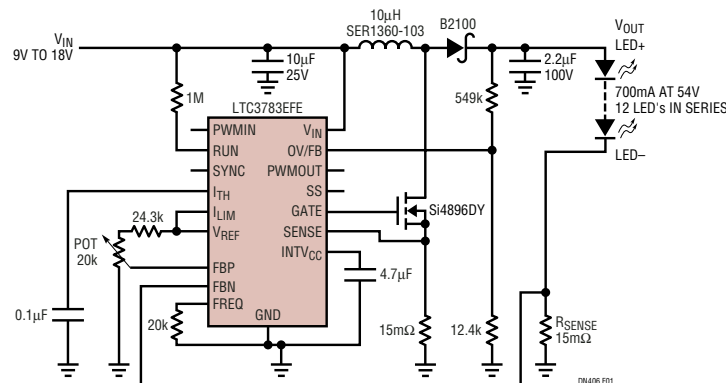 10µH
SER1360-103
B2100
VIN
9V TO 18V
VOUT
LED+
10µF
25V
2.2µF
100V
1M
549k
700mA AT 54V
12 LED's IN SERIES
LED–
LTC3783EFE
PWMIN
RUN
SYNC
ITH
ILIM
VREF
FBP
FBN
FREQ
GND
VIN
OV/FB
PWMOUT
SS
GATE
SENSE
INTVCC
Si4896DY
24.3k
POT
20k
0.1µF
20k
4.7µF
15mΩ
12.4k
RSENSE
15mΩ
DN406 F01